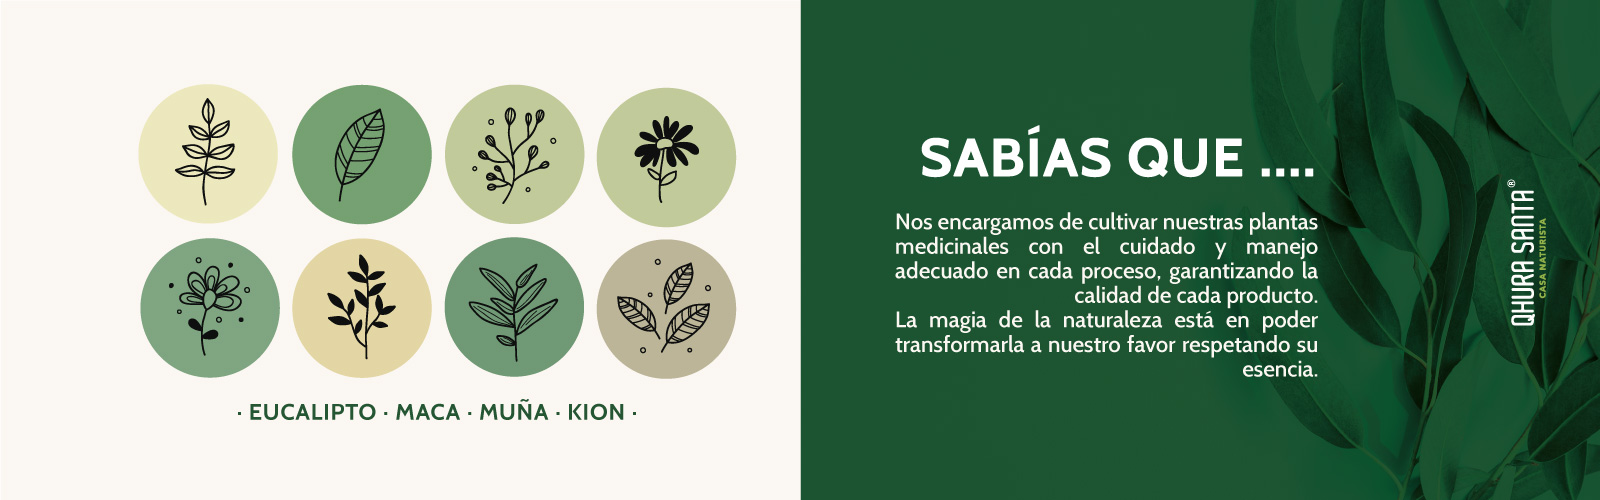 · EUCALIPTO · MACA · MUÑA · KION ·
SABÍAS QUE ....
Nos encargamos de cultivar nuestras plantas
medicinales con el cuidado y manejo
adecuado en cada proceso, garantizando la
calidad de cada producto.
La magia de la naturaleza está en poder
transformarla a nuestro favor respetando su
esencia.
QHURA SANTA®
CASA NATURISTA